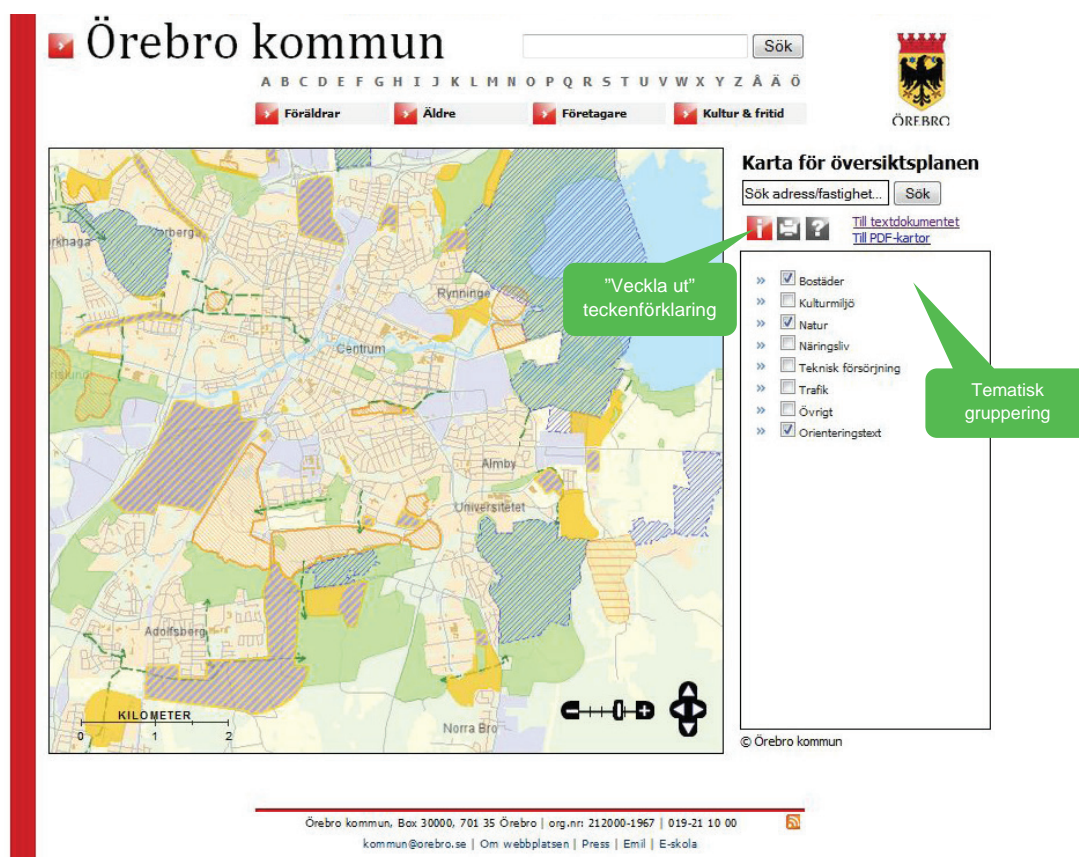 Örebro kommun
Sök
A B C D E F G H I J K L M N O P Q R S T U V W X Y Z Å Ä Ö
Föräldrar Äldre Företagare Kultur & fritid
ÖREBRO
Karta för översiktsplanen
Sök adress/fastighet... Sök
Till textdokumentet
Till PDF-kartor
"Veckla ut"
teckenförklaring
Bostäder
Kulturmiljö
Natur
Näringsliv
Teknisk försörjning
Trafik
Övrigt
Orienteringstext
Tematisk
gruppering
Rynninge
Centrum
Almby
Universitetet
Adolfsberg
Norra Bro
KILOMETER
0 1 2
© Örebro kommun
Örebro kommun, Box 30000, 701 35 Örebro | org.nr: 212000-1967 | 019-21 10 00
kommun@orebro.se | Om webbplatsen | Press | Emil | E-skola